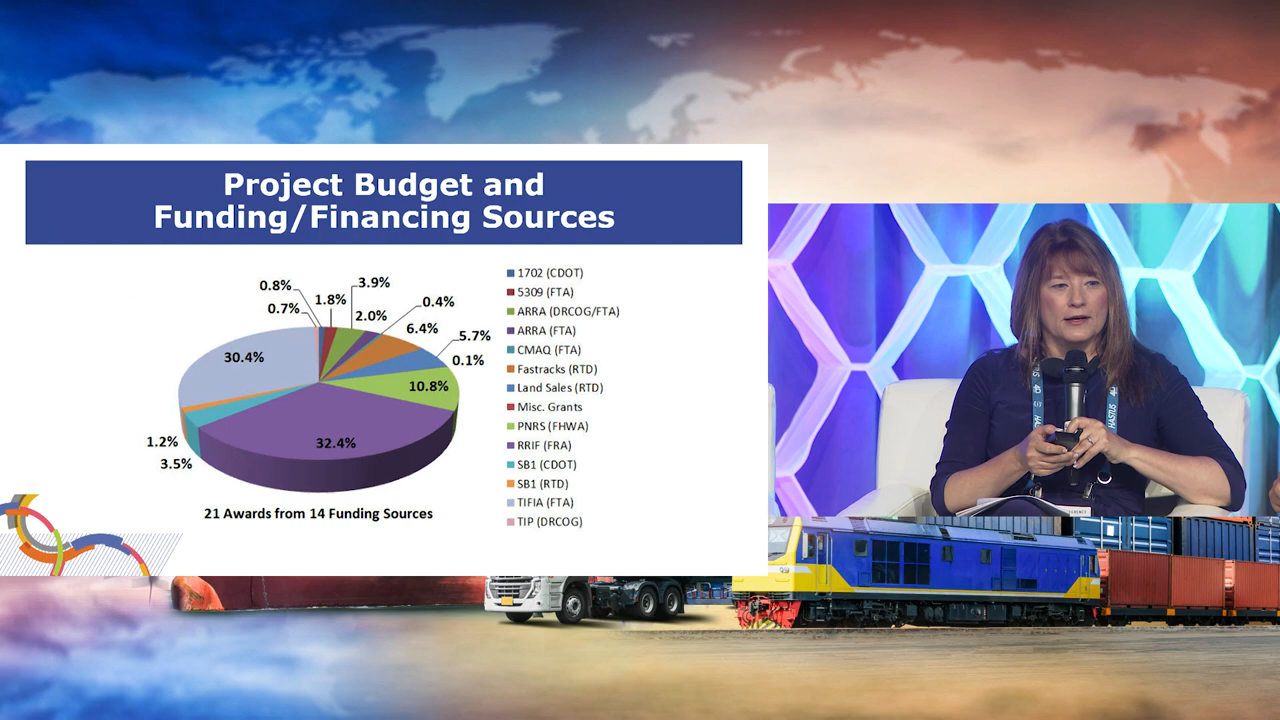 Project Budget and
Funding/Financing Sources
0.8%
3.9%
1.8%
0.4%
0.7%
2.0%
6.4%
5.7%
0.1%
30.4%
10.8%
32.4%
1.2%
3.5%
21 Awards from 14 Funding Sources
1702 (CDOT)
5309 (FTA)
ARRA (DRCOG/FTA)
ARRA (FTA)
CMAQ (FTA)
Fastracks (RTD)
Land Sales (RTD)
Misc. Grants
PNRS (FHWA)
RRIF (FRA)
SB1 (CDOT)
SB1 (RTD)
TIFIA (FTA)
TIP (DRCOG)
HASTUS